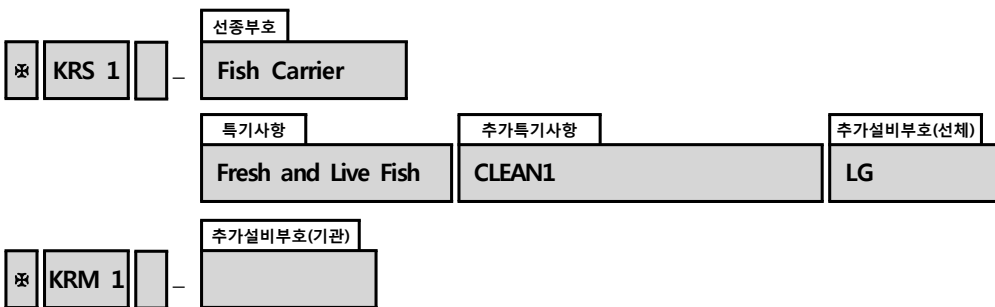 선종부호
✠ KRS 1 – Fish Carrier
특기사항 추가특기사항 추가설비부호(선체)
Fresh and Live Fish CLEAN1 LG
추가설비부호(기관)
✠ KRM 1 –